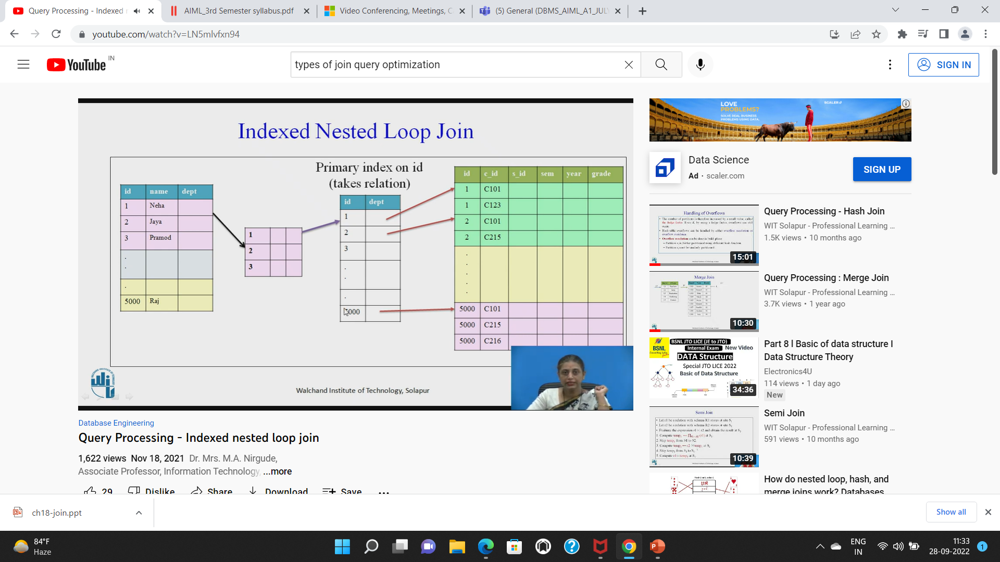 Query Processing - Indexed
AIML_3rd Semester syllabus.pdf
Video Conferencing, Meetings, C
(5) General (DBMS_AIML_A1_JUL
youtube.com/watch?v=LN5mlvfxn94
YouTube IN
types of join query optimization
SIGN IN
Indexed Nested Loop Join
Primary index on id
(takes relation)
id name dept
1 Neha
2 Jaya
3 Pramod
.
.
.
5000 Raj
1
2
3
id dept
1
2
3
.
.
.
id c_id s_id sem year grade
1 C101
1 C123
2 C101
2 C215
.
.
.
.
.
5000 C101
5000 C215
5000 C216
Walchand Institute of Technology, Solapur
LOVE
PROBLEMS?
SOLVE REAL BUSINESS
PROBLEMS USING DATA.
SCALER
Data Science
Ad · scaler.com
SIGN UP
Handling of Overflows
15:01
Query Processing - Hash Join
WIT Solapur - Professional Learning ...
1.5K views • 10 months ago
Merge Join
10:30
Query Processing : Merge Join
WIT Solapur - Professional Learning ...
3.7K views • 1 year ago
BSNL
BSNL JTO LICE (JE to JTO)
Internal Exam New Video
DATA Structure
Special JTO LICE 2022
Basic of Data Structure
34:36
Part 8 l Basic of data structure l
Data Structure Theory
Electronics4U
114 views • 1 day ago
New
Semi Join
10:39
Semi Join
WIT Solapur - Professional Learning ...
591 views • 10 months ago
How do nested loop, hash, and
merge joins work? Databases
Database Engineering
Query Processing - Indexed nested loop join
1,622 views Nov 18, 2021 Dr. Mrs. M.A. Nirgude,
Associate Professor, Information Technology, ...more
29 Dislike Share Download Save
ch18-join.ppt
Show all
84°F
Haze
ENG
IN
11:33
28-09-2022
1